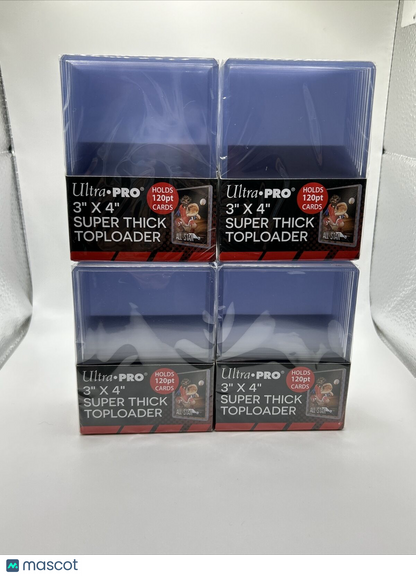 Ultra•PRO®
HOLDS
120pt
CARDS
3" X 4"
SUPER THICK
TOPLOADER
Ultra•PRO®
HOLDS
120pt
CARDS
3" X 4"
SUPER THICK
TOPLOADER
Ultra•PRO®
HOLDS
120pt
CARDS
3" X 4"
SUPER THICK
TOPLOADER
Ultra•PRO®
HOLDS
120pt
CARDS
3" X 4"
SUPER THICK
TOPLOADER
mascot